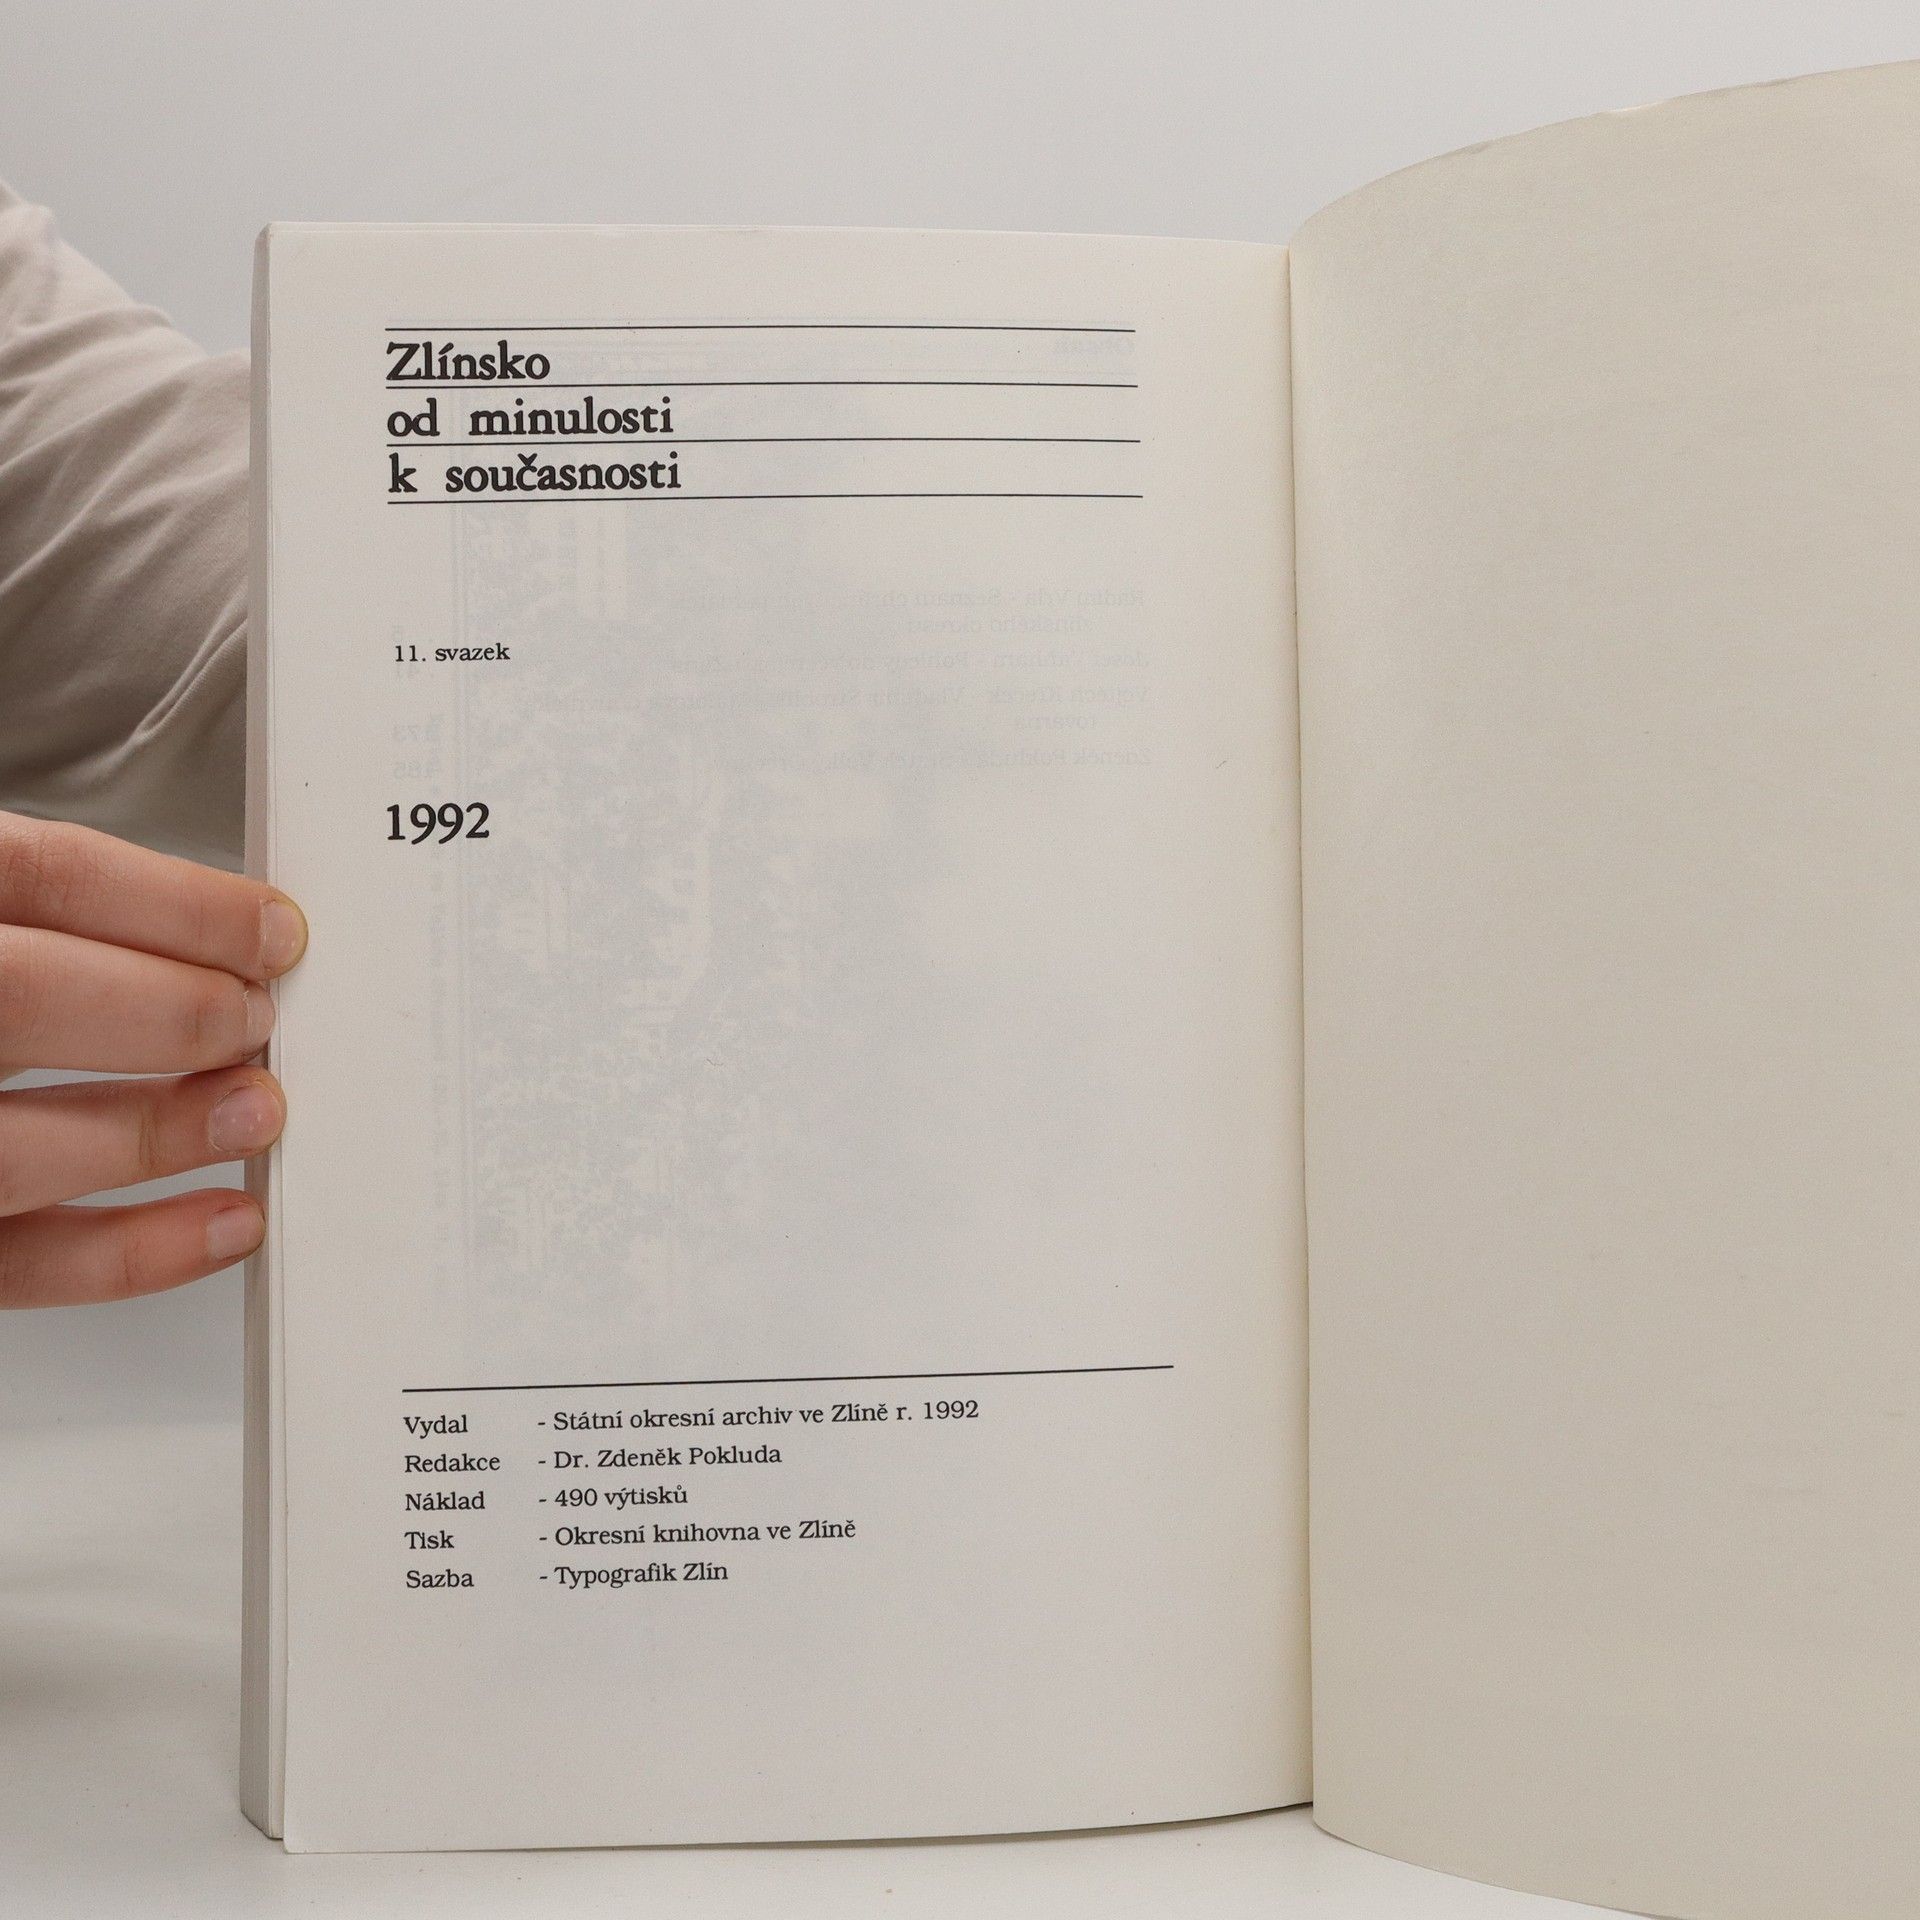 Zlínsko
od minulosti
k současnosti
11. svazek
1992
Vydal - Státní okresní archiv ve Zlíně r. 1992
Redakce - Dr. Zdeněk Pokluda
Náklad - 490 výtisků
Tisk - Okresní knihovna ve Zlíně
Sazba - Typografik Zlín